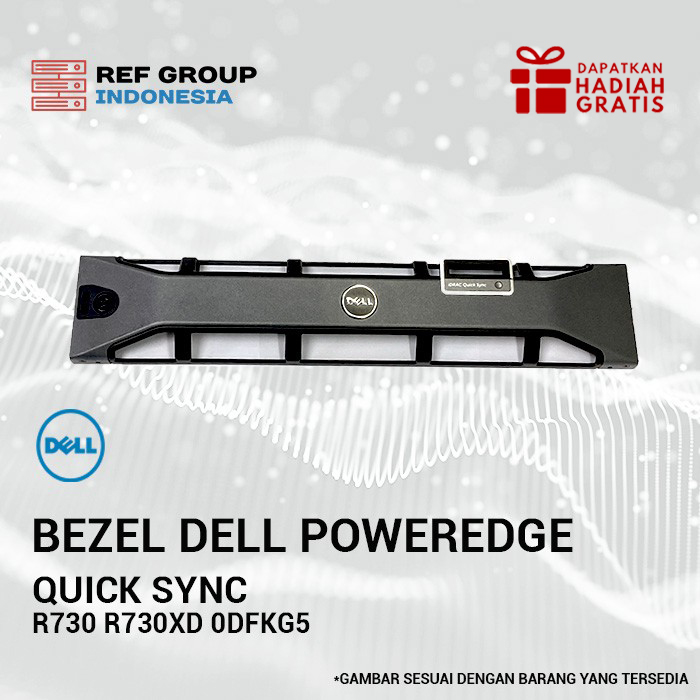 REF GROUP
INDONESIA
DAPATKAN
HADIAH
GRATIS
DELL
iDRAC Quick Sync
DELL
BEZEL DELL POWEREDGE
QUICK SYNC
R730 R730XD 0DFKG5
*GAMBAR SESUAI DENGAN BARANG YANG TERSEDIA